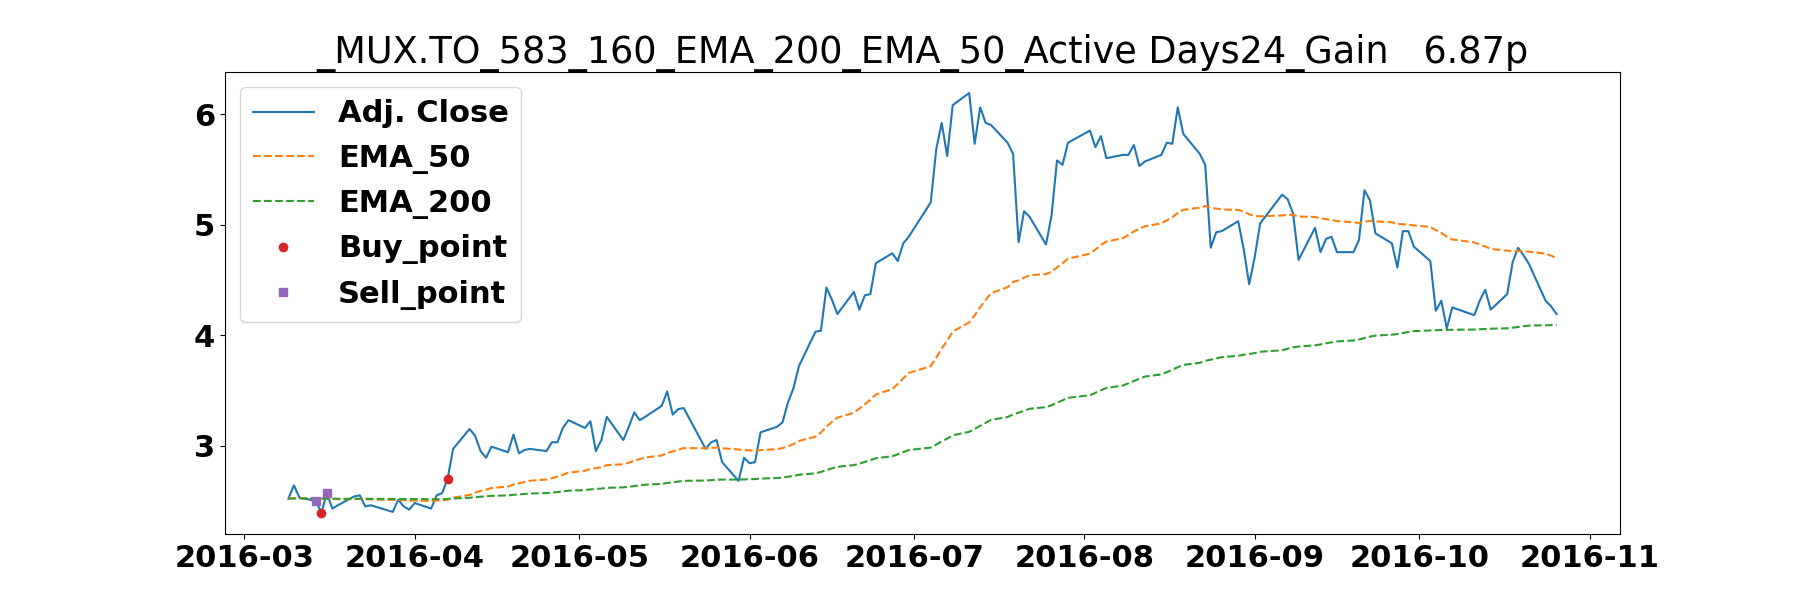 _MUX.TO_583_160_EMA_200_EMA_50_Active Days24_Gain   6.87p
Adj. Close
EMA_50
EMA_200
Buy_point
Sell_point
6
5
4
3
2016-03 2016-04 2016-05 2016-06 2016-07 2016-08 2016-09 2016-10 2016-11